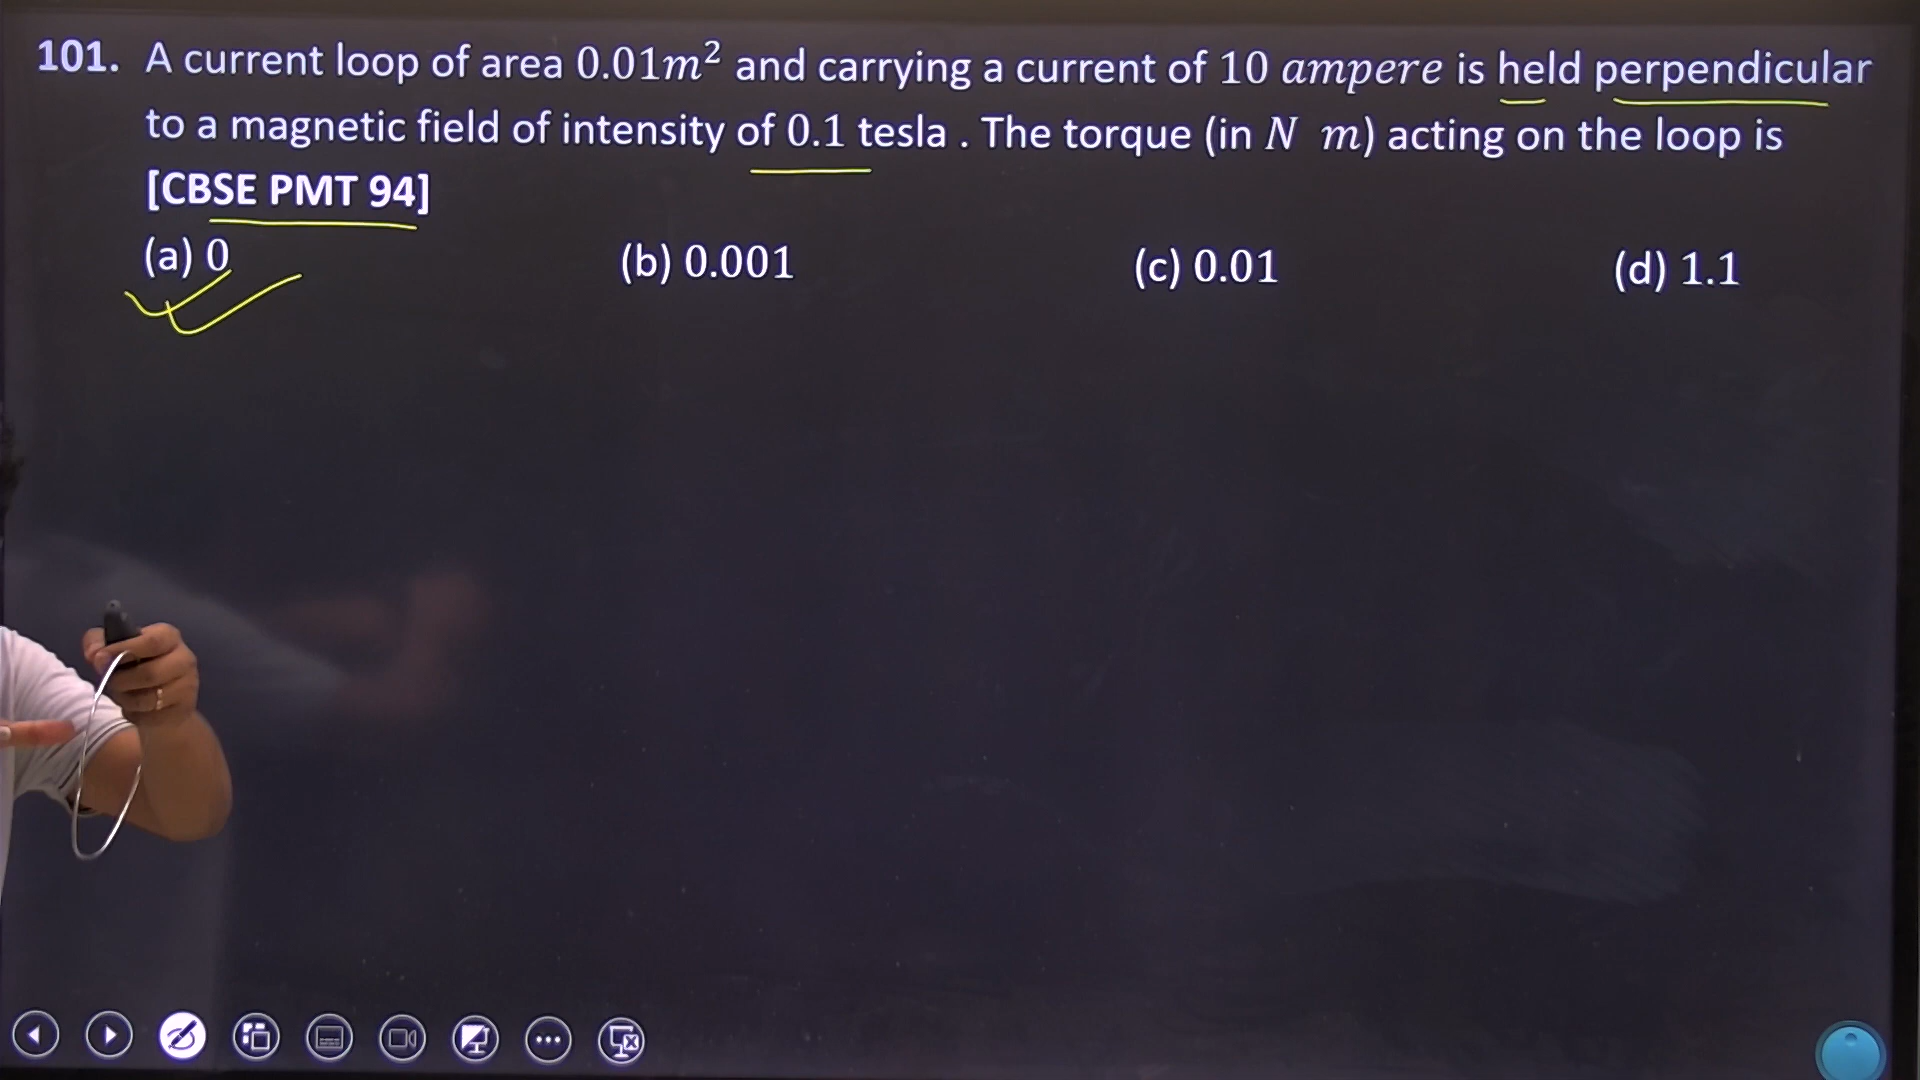 101. A current loop of area 0.01m² and carrying a current of 10 ampere is held perpendicular
to a magnetic field of intensity of 0.1 tesla . The torque (in N m) acting on the loop is
[CBSE PMT 94]
(a) 0 (b) 0.001 (c) 0.01 (d) 1.1